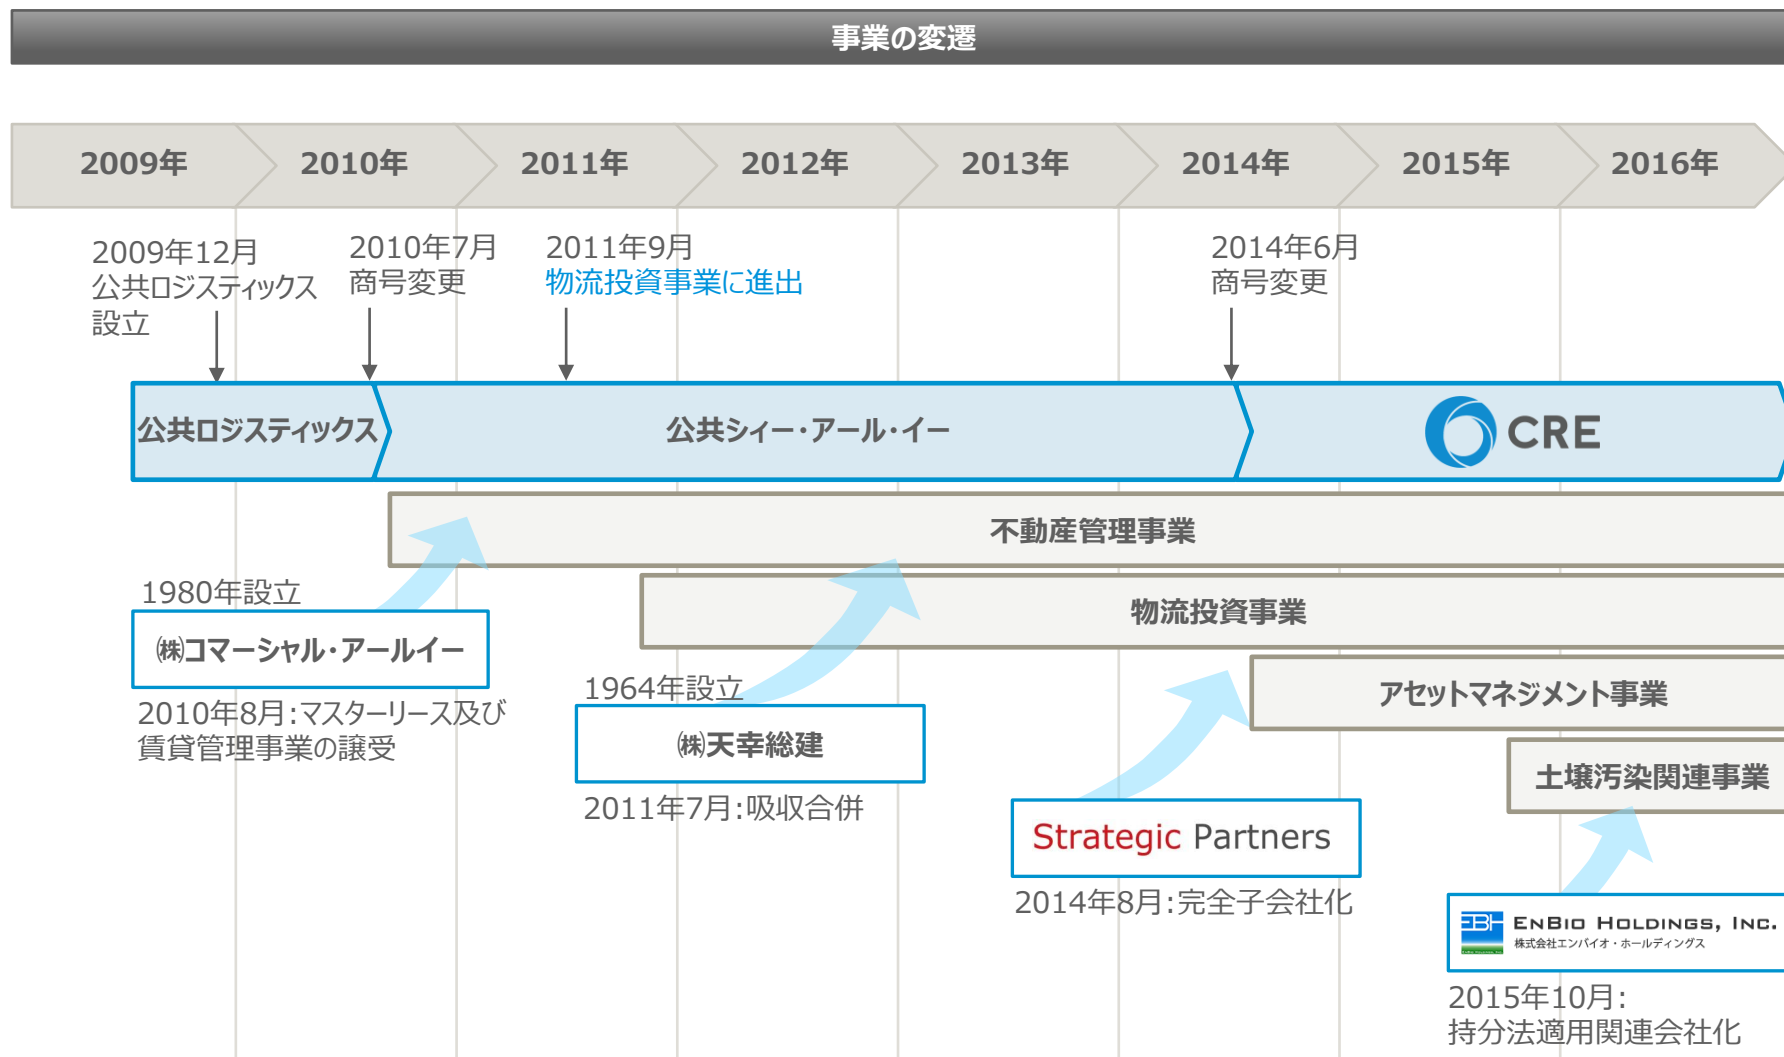 事業の変遷
2009年
2010年
2011年
2012年
2013年
2014年
2015年
2016年
2009年12月
公共ロジスティックス
設立
2010年7月
商号変更
2011年9月
物流投資事業に進出
2014年6月
商号変更
公共ロジスティックス
公共シィー・アール・イー
CRE
不動産管理事業
1980年設立
㈱コマーシャル・アールイー
2010年8月：マスターリース及び
賃貸管理事業の譲受
物流投資事業
1964年設立
㈱天幸総建
2011年7月：吸収合併
アセットマネジメント事業
Strategic Partners
2014年8月：完全子会社化
土壌汚染関連事業
EBH
ENBIO HOLDINGS, INC.
株式会社エンバイオ・ホールディングス
2015年10月：
持分法適用関連会社化